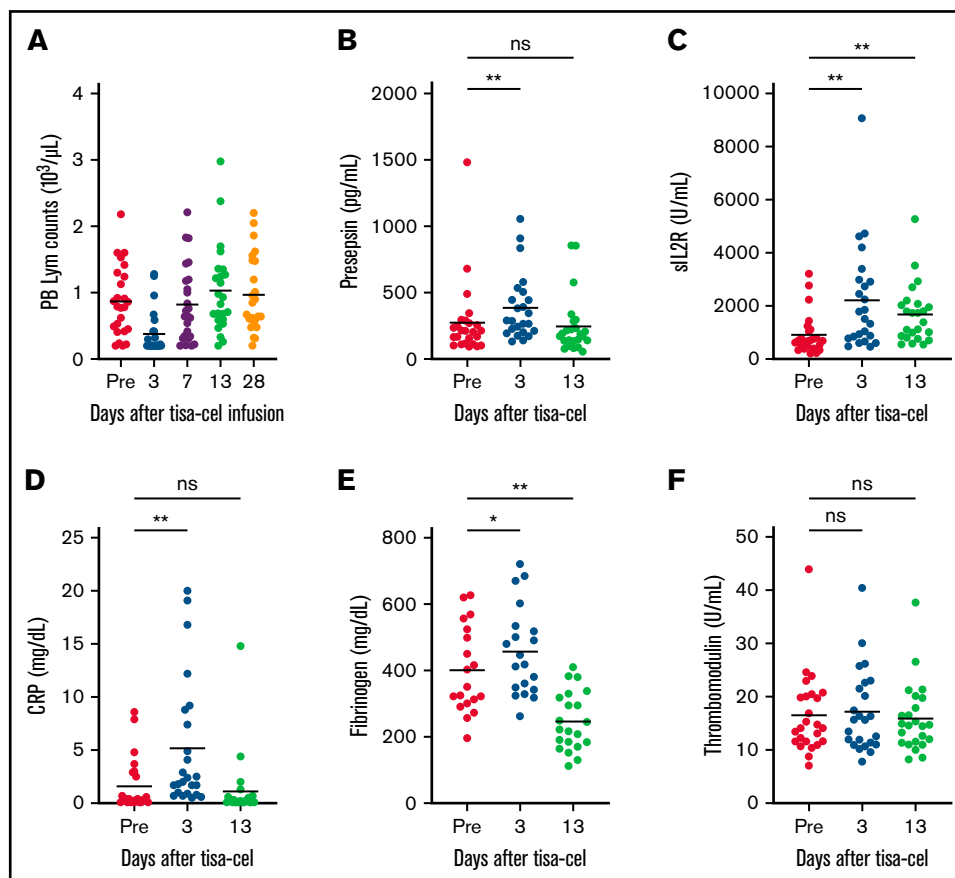 A
PB Lym counts (10³/μL)
4
3
2
1
0
Pre 3 7 13 28
Days after tisa-cel infusion
B
ns
**
Presepsin (pg/mL)
2000
1500
1000
500
0
Pre 3 13
Days after tisa-cel
C
**
**
sIL2R (U/mL)
10000
8000
6000
4000
2000
0
Pre 3 13
Days after tisa-cel
D
ns
**
CRP (mg/dL)
25
20
15
10
5
0
Pre 3 13
Days after tisa-cel
E
**
*
Fibrinogen (mg/dL)
800
600
400
200
0
Pre 3 13
Days after tisa-cel
F
ns
ns
Thrombomodulin (U/mL)
50
40
30
20
10
0
Pre 3 13
Days after tisa-cel